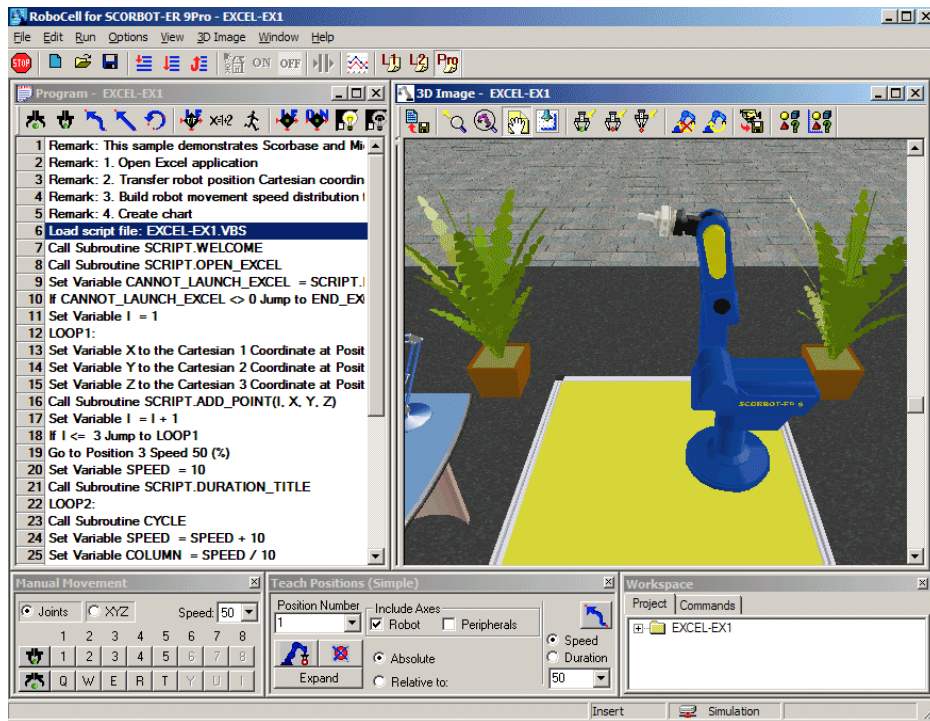 RoboCell for SCORBOT-ER 9Pro - EXCEL-EX1
File Edit Run Options View 3D Image Window Help
STOP ON OFF Prg
Program - EXCEL-EX1
1 Remark: This sample demonstrates Scorbase and Mi
2 Remark: 1. Open Excel application
3 Remark: 2. Transfer robot position Cartesian coordin
4 Remark: 3. Build robot movement speed distribution
5 Remark: 4. Create chart
6 Load script file: EXCEL-EX1.VBS
7 Call Subroutine SCRIPT.WELCOME
8 Call Subroutine SCRIPT.OPEN_EXCEL
9 Set Variable CANNOT_LAUNCH_EXCEL = SCRIPT.
10 If CANNOT_LAUNCH_EXCEL <> 0 Jump to END_EX
11 Set Variable I = 1
12 LOOP1:
13 Set Variable X to the Cartesian 1 Coordinate at Posit
14 Set Variable Y to the Cartesian 2 Coordinate at Posit
15 Set Variable Z to the Cartesian 3 Coordinate at Posit
16 Call Subroutine SCRIPT.ADD_POINT(I, X, Y, Z)
17 Set Variable I = I + 1
18 If I <= 3 Jump to LOOP1
19 Go to Position 3 Speed 50 (%)
20 Set Variable SPEED = 10
21 Call Subroutine SCRIPT.DURATION_TITLE
22 LOOP2:
23 Call Subroutine CYCLE
24 Set Variable SPEED = SPEED + 10
25 Set Variable COLUMN = SPEED / 10
3D Image - EXCEL-EX1
SCORBOT-ER
Manual Movement
Joints XYZ Speed: 50
1 2 3 4 5 6 7 8
1 2 3 4 5 6 7 8
Q W E R T Y U I
Teach Positions (Simple)
Position Number
1
Include Axes
Robot Peripherals
Absolute
Expand
Relative to:
Speed
Duration
50
Workspace
Project Commands
EXCEL-EX1
Insert Simulation